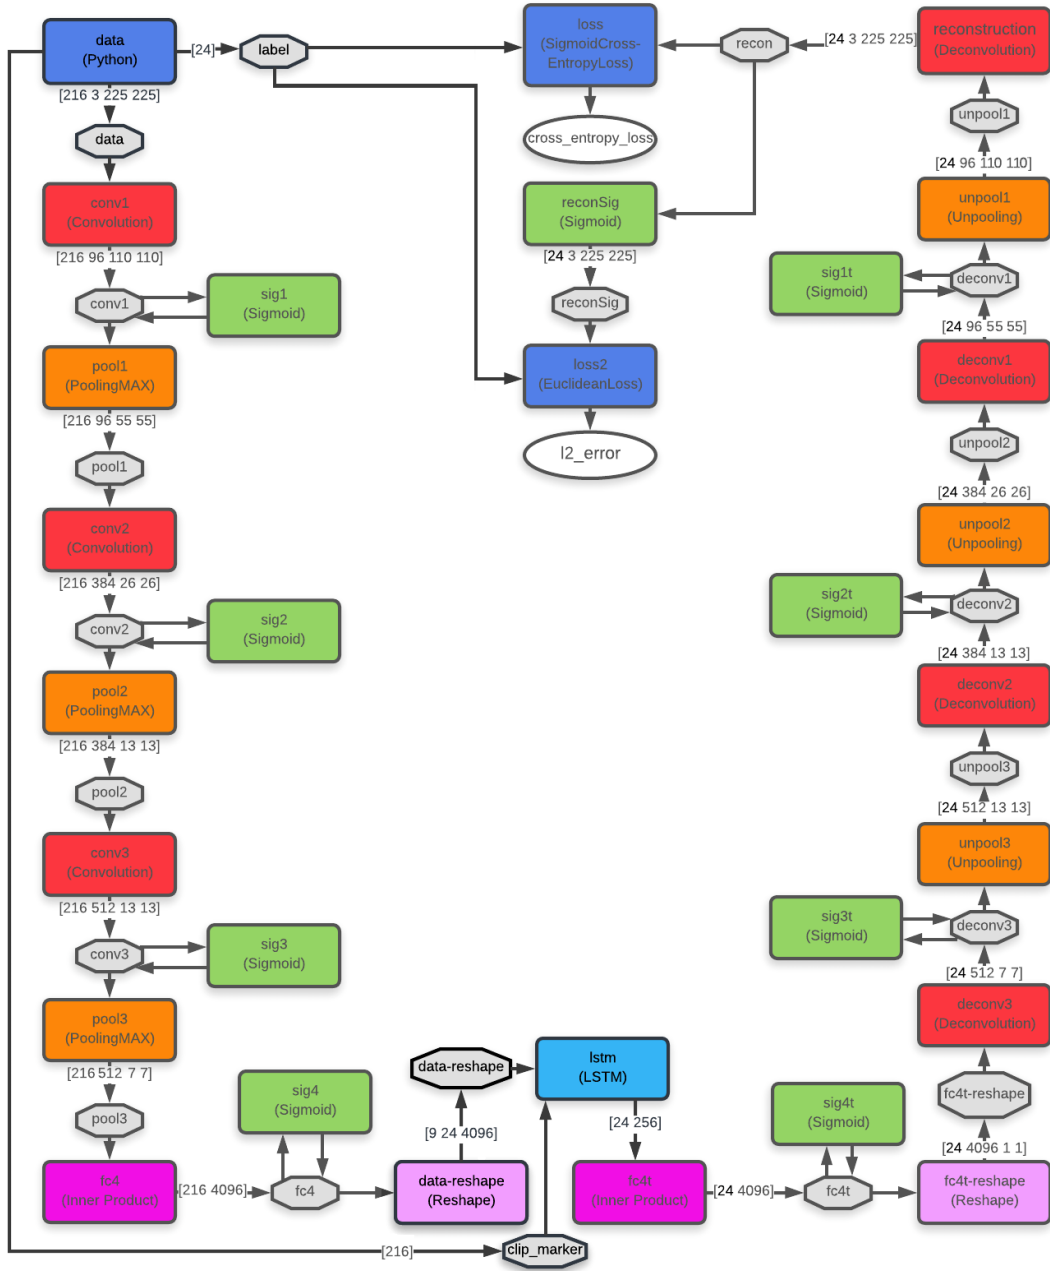 data
(Python)
[24]
label
[216 3 225 225]
data
conv1
(Convolution)
[216 96 110 110]
conv1
sig1
(Sigmoid)
pool1
(PoolingMAX)
[216 96 55 55]
pool1
conv2
(Convolution)
[216 384 26 26]
conv2
sig2
(Sigmoid)
pool2
(PoolingMAX)
[216 384 13 13]
pool2
conv3
(Convolution)
[216 512 13 13]
conv3
sig3
(Sigmoid)
pool3
(PoolingMAX)
[216 512 7 7]
pool3
fc4
(Inner Product)
[216 4096]
sig4
(Sigmoid)
fc4
data-reshape
(Reshape)
[9 24 4096]
data-reshape
lstm
(LSTM)
[216]
clip_marker
[24 256]
fc4t
(Inner Product)
[24 4096]
sig4t
(Sigmoid)
fc4t
fc4t-reshape
(Reshape)
[24 4096 1 1]
fc4t-reshape
deconv3
(Deconvolution)
[24 512 7 7]
deconv3
sig3t
(Sigmoid)
unpool3
(Unpooling)
[24 512 13 13]
unpool3
deconv2
(Deconvolution)
[24 384 13 13]
deconv2
sig2t
(Sigmoid)
unpool2
(Unpooling)
[24 384 26 26]
unpool2
deconv1
(Deconvolution)
[24 96 55 55]
deconv1
sig1t
(Sigmoid)
unpool1
(Unpooling)
[24 96 110 110]
unpool1
reconstruction
(Deconvolution)
[24 3 225 225]
recon
loss
(SigmoidCross-
EntropyLoss)
cross_entropy_loss
reconSig
(Sigmoid)
[24 3 225 225]
reconSig
loss2
(EuclideanLoss)
l2_error